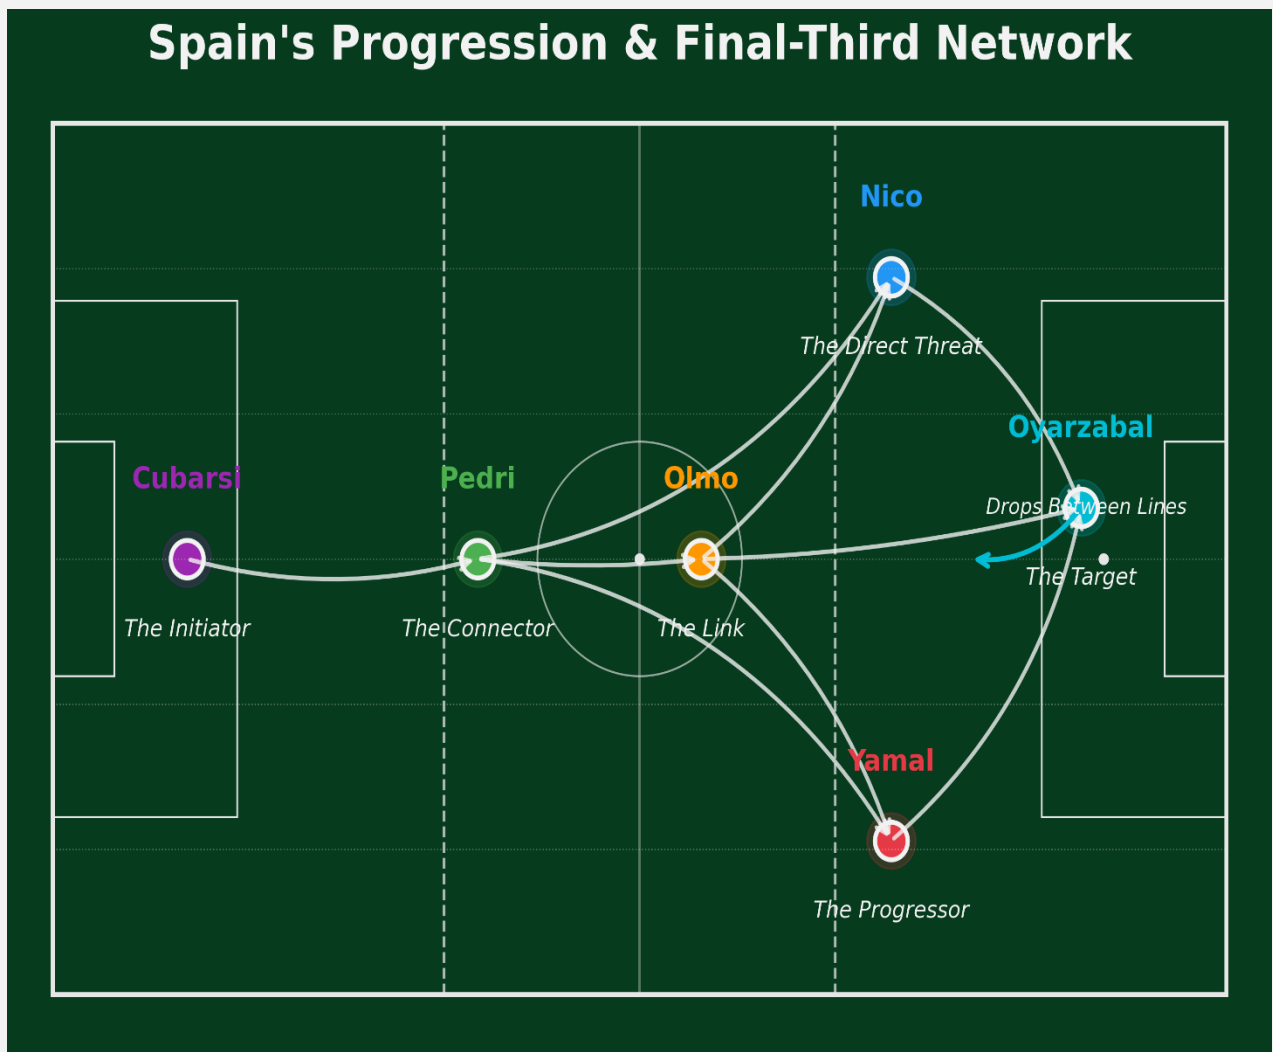 Spain's Progression & Final-Third Network
Nico
The Direct Threat
Oyarzabal
Cubarsi
Pedri
Olmo
Drops Between Lines
The Target
The Initiator
The Connector
The Link
Yamal
The Progressor